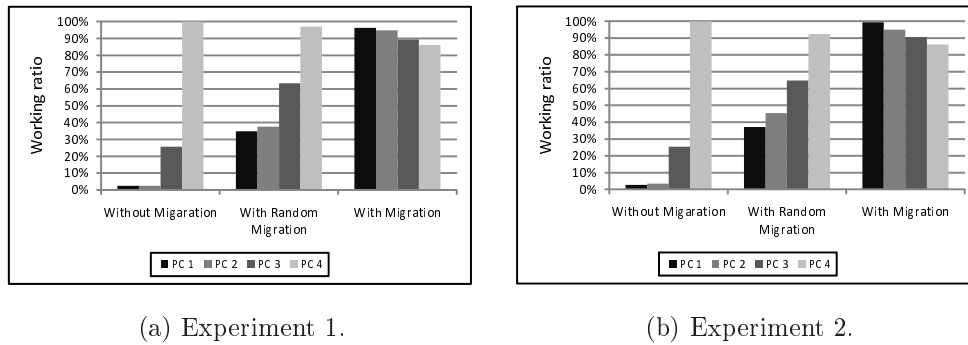 100%
90%
80%
70%
60%
50%
40%
30%
20%
10%
0%
Working ratio
Without Migaration
With Random
Migration
With Migration
PC 1
PC 2
PC 3
PC 4
(a) Experiment 1.
100%
90%
80%
70%
60%
50%
40%
30%
20%
10%
0%
Working ratio
Without Migaration
With Random
Migration
With Migration
PC 1
PC 2
PC 3
PC 4
(b) Experiment 2.